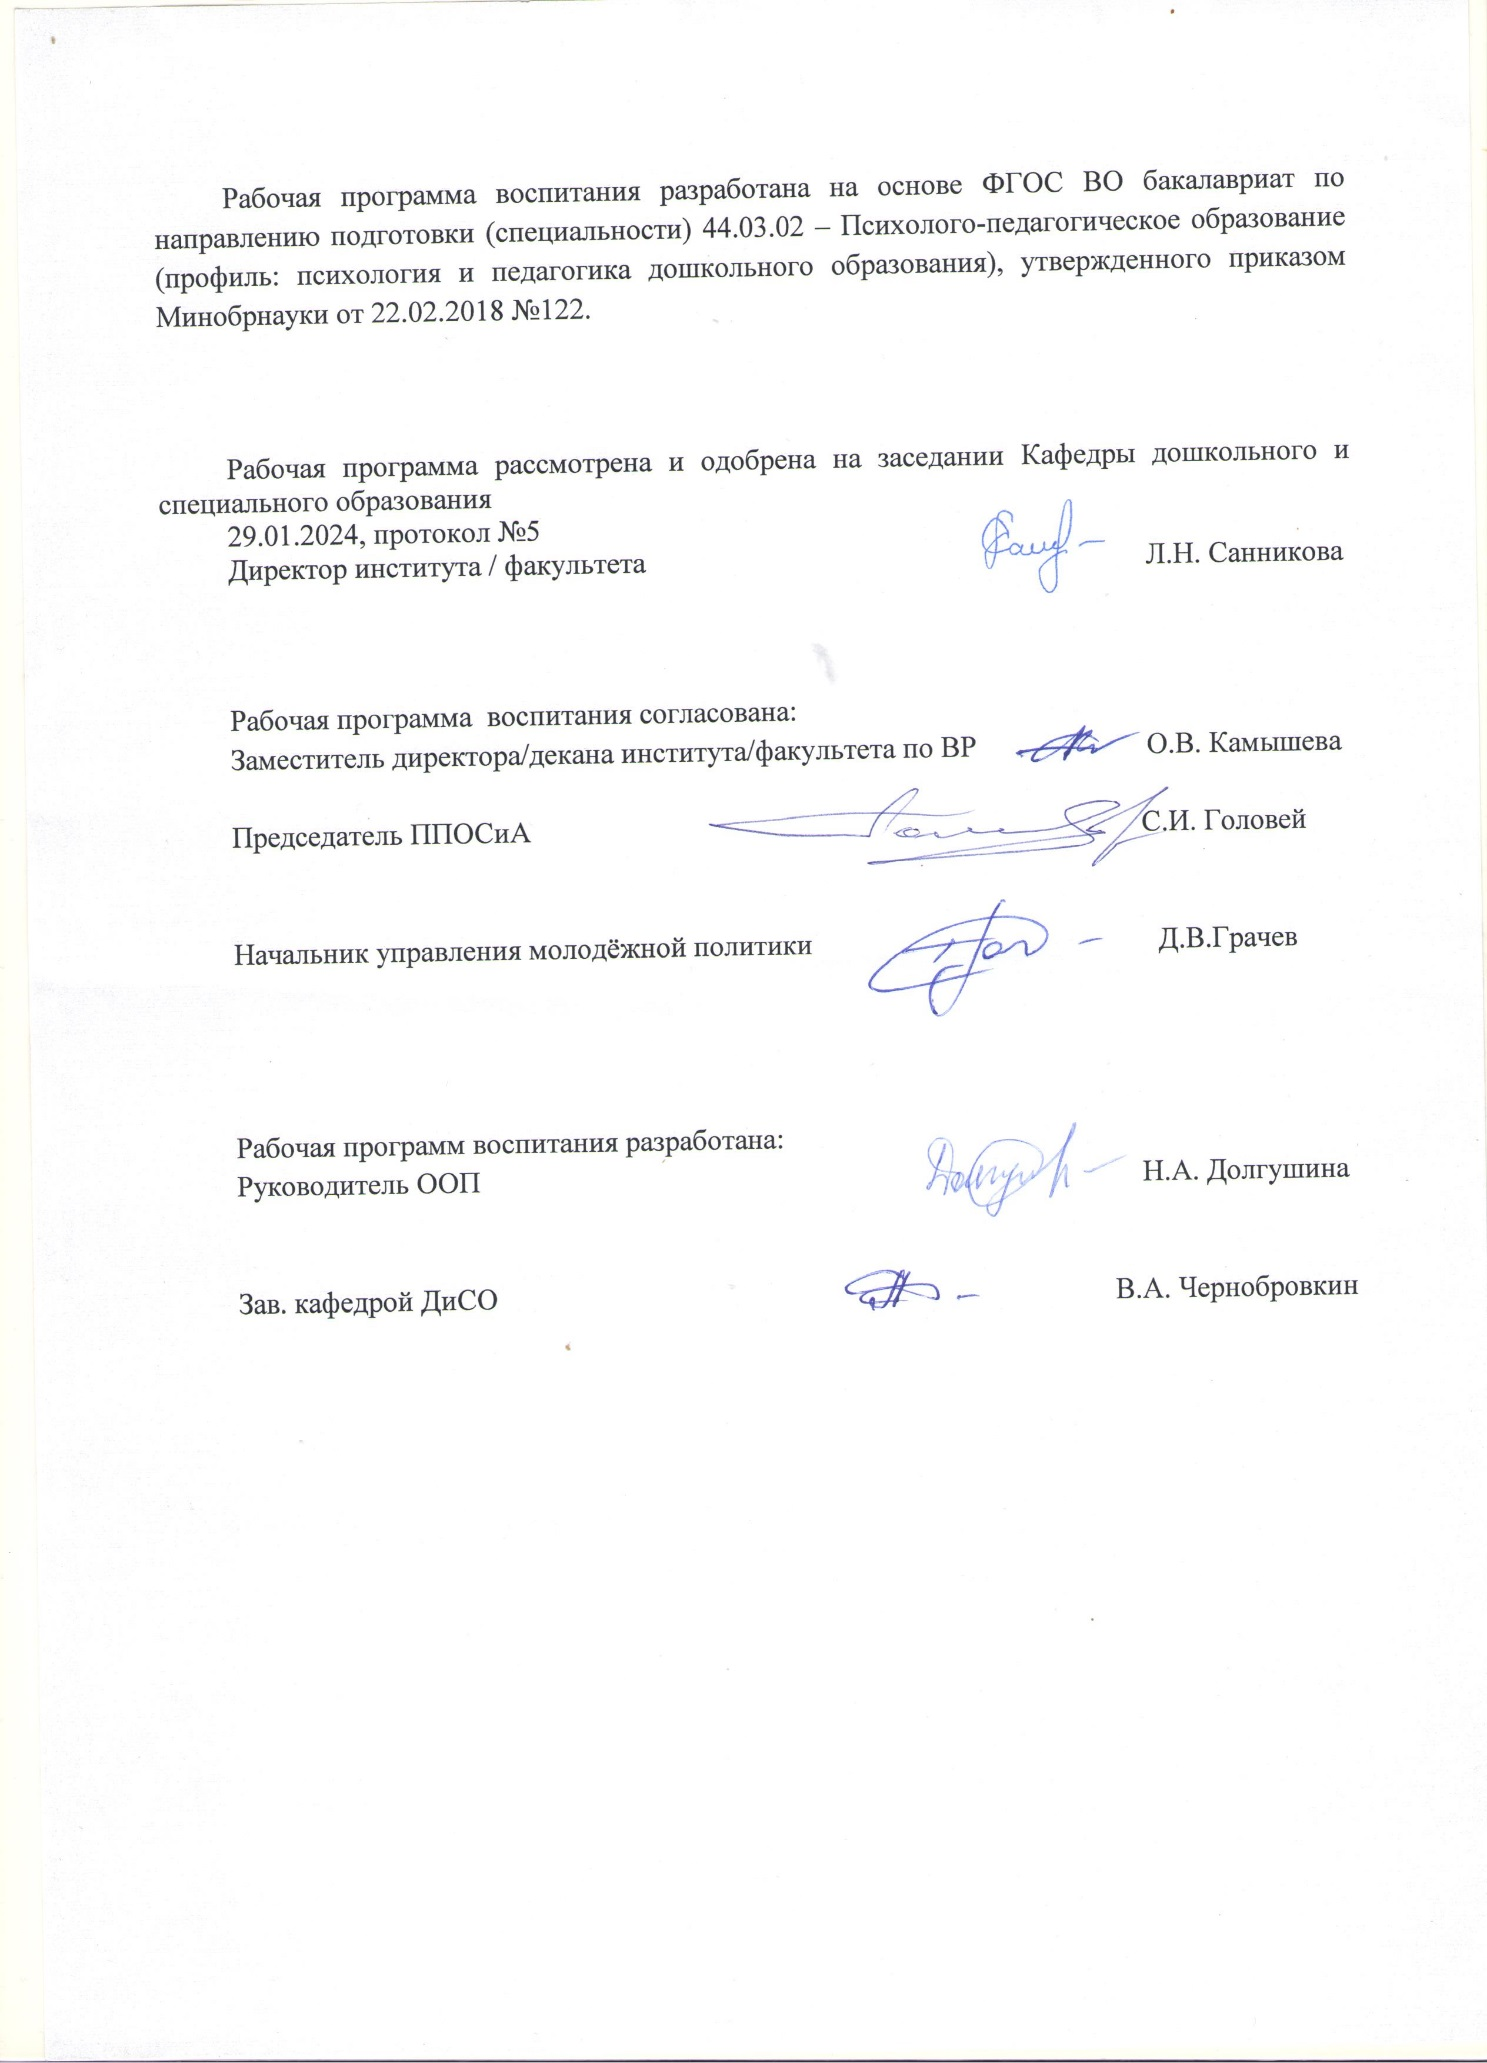 Рабочая программа воспитания разработана на основе ФГОС ВО бакалавриат по
направлению подготовки (специальности) 44.03.02 – Психолого-педагогическое образование
(профиль: психология и педагогика дошкольного образования), утвержденного приказом
Минобрнауки от 22.02.2018 №122.
Рабочая программа рассмотрена и одобрена на заседании Кафедры дошкольного и
специального образования
29.01.2024, протокол №5
Директор института / факультета Л.Н. Санникова
Рабочая программа воспитания согласована:
Заместитель директора/декана института/факультета по ВР О.В. Камышева
Председатель ППОСиА С.И. Головей
Начальник управления молодёжной политики Д.В.Грачев
Рабочая программ воспитания разработана:
Руководитель ООП Н.А. Долгушина
Зав. кафедрой ДиСО В.А. Чернобровкин